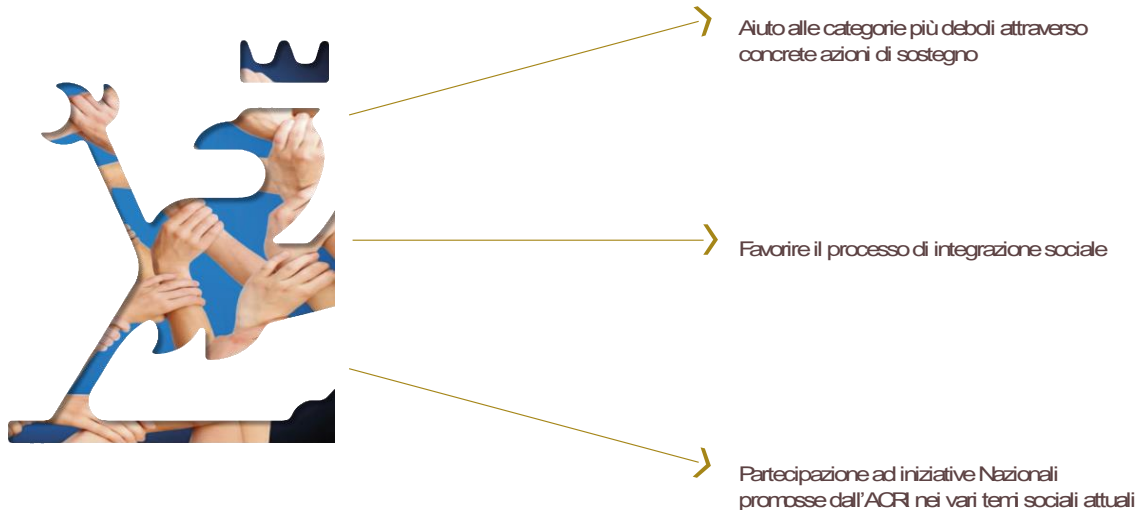 Aiuto alle categorie più deboli attraverso
concrete azioni di sostegno
Favorire il processo di integrazione sociale
Partecipazione ad iniziative Nazionali
promosse dall'ACRI nei vari temi sociali attuali